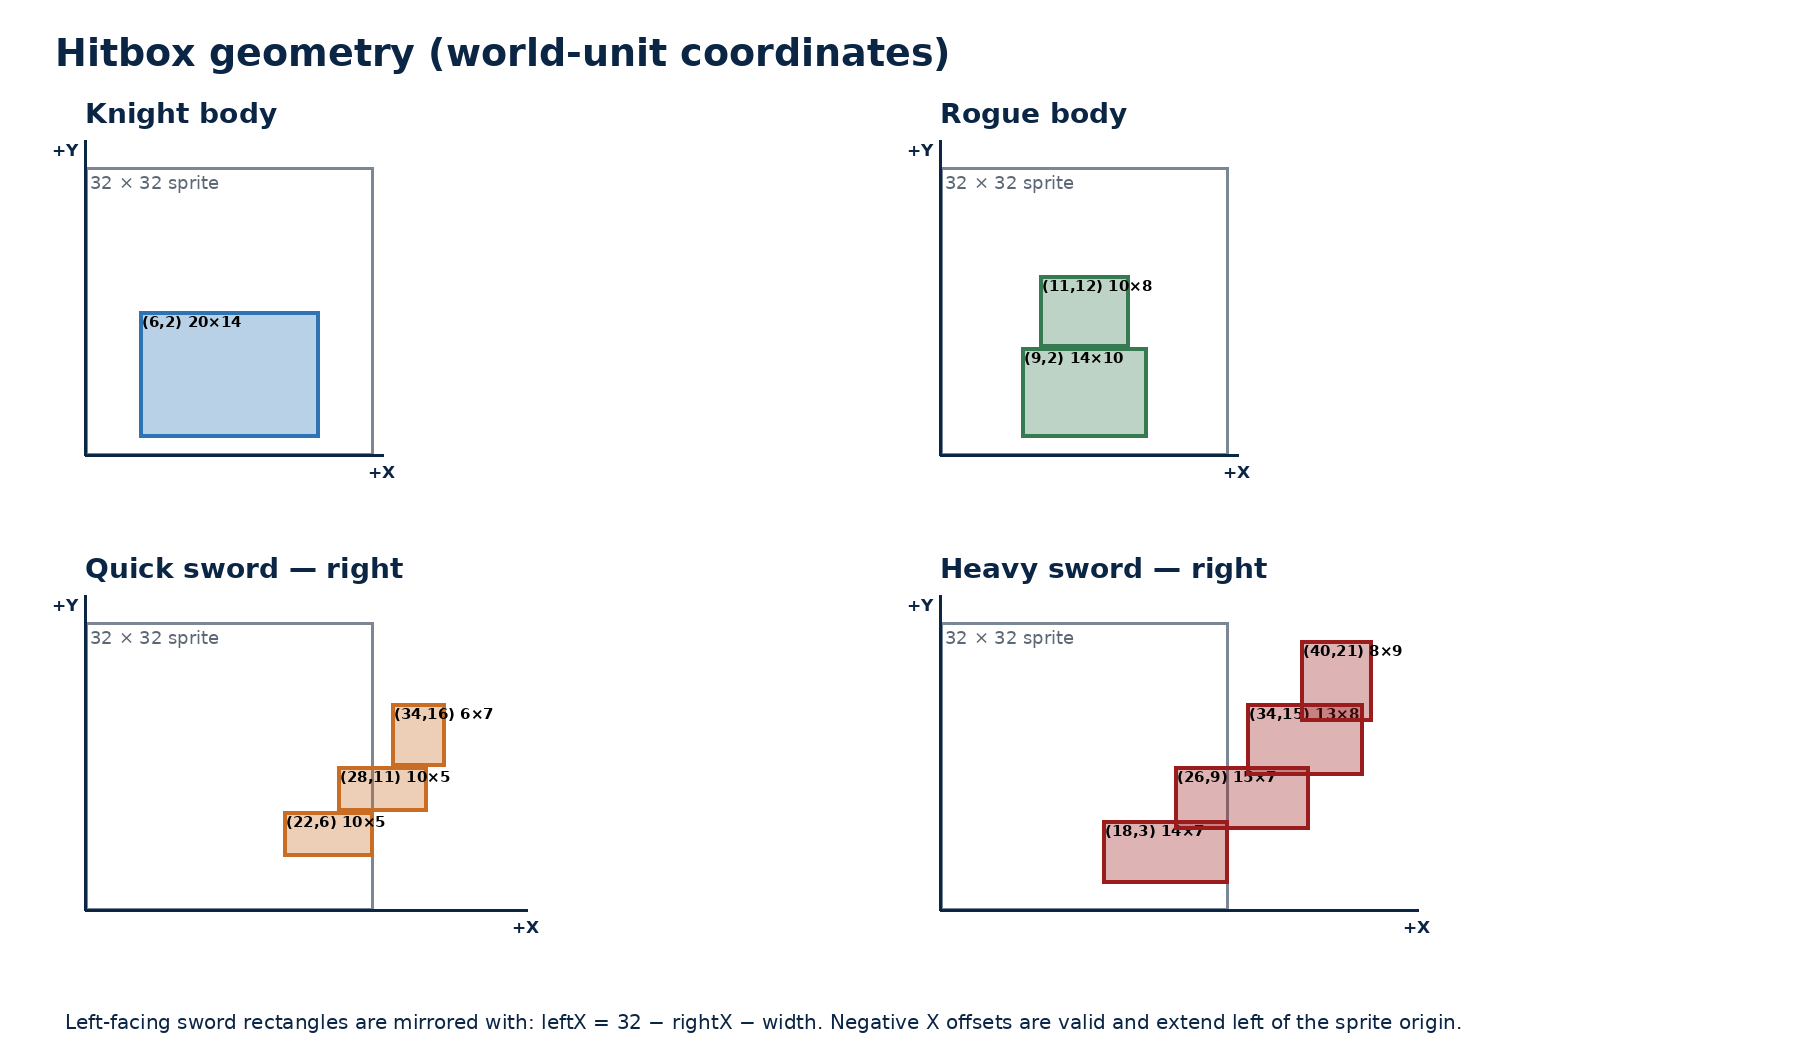 Hitbox geometry (world-unit coordinates)
Knight body
+Y
32 × 32 sprite
(6,2) 20×14
+X
Rogue body
+Y
32 × 32 sprite
(11,12) 10×8
(9,2) 14×10
+X
Quick sword — right
+Y
32 × 32 sprite
(34,16) 6×7
(28,11) 10×5
(22,6) 10×5
+X
Heavy sword — right
+Y
32 × 32 sprite
(40,21) 8×9
(34,15) 13×8
(26,9) 15×7
(18,3) 14×7
+X
Left-facing sword rectangles are mirrored with: leftX = 32 − rightX − width. Negative X offsets are valid and extend left of the sprite origin.